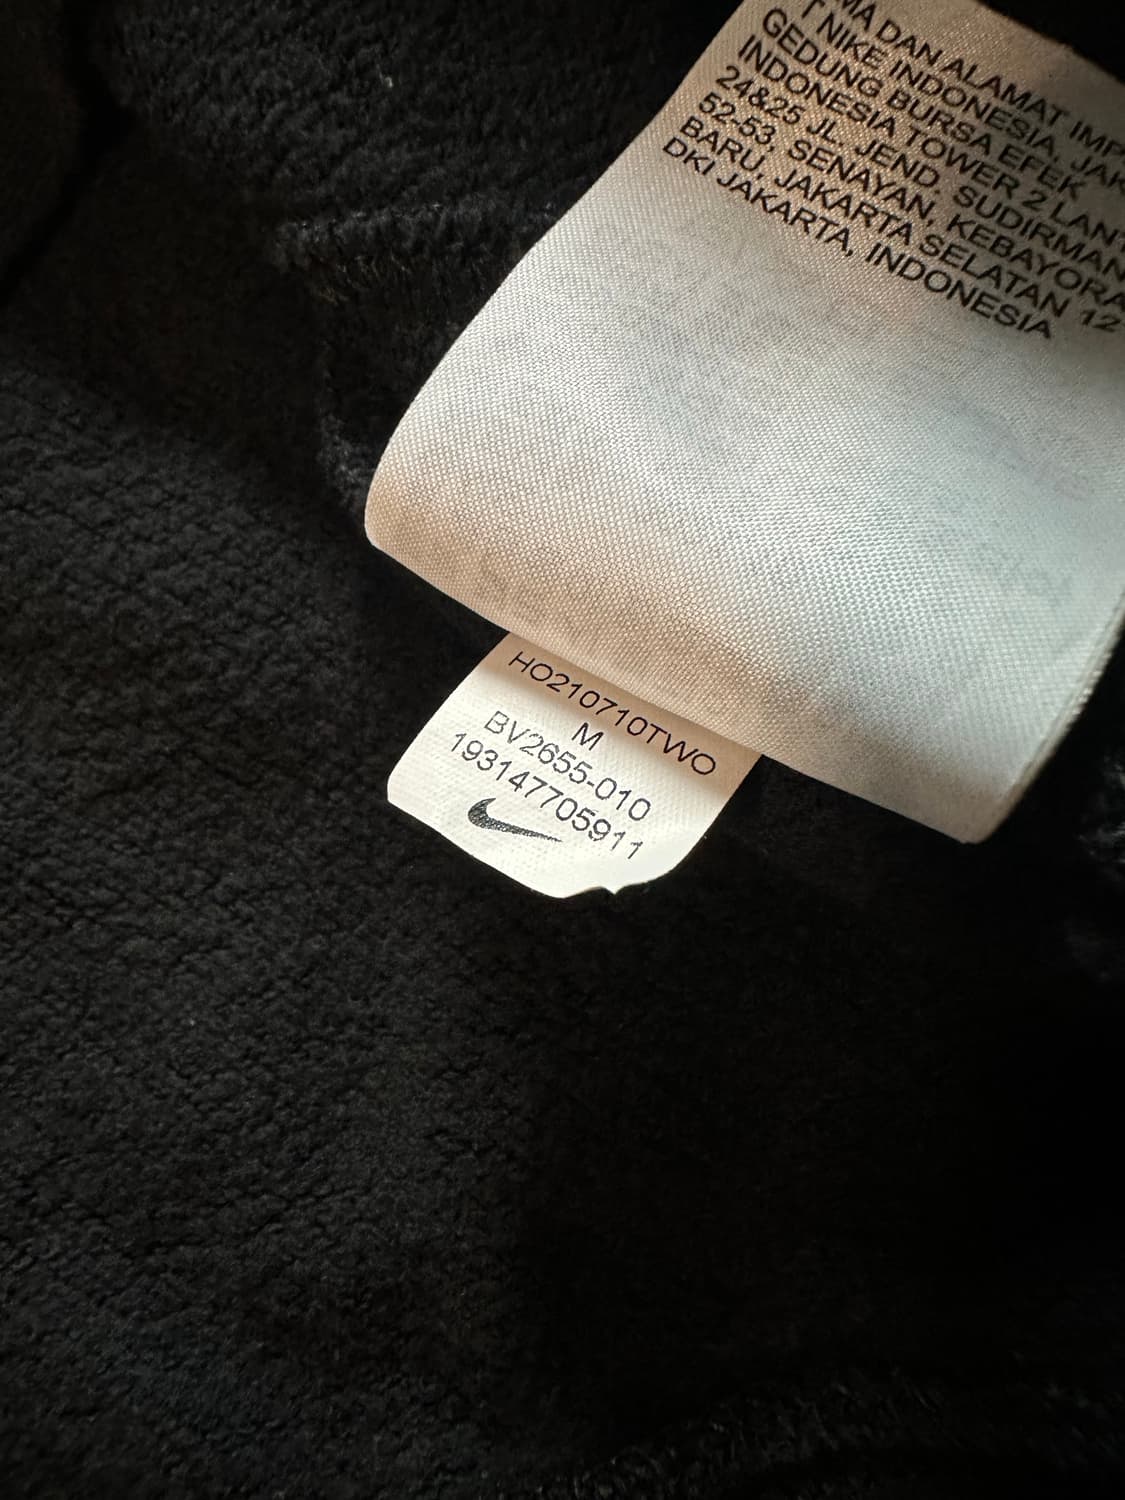 MA DAN ALAMAT IMP
T NIKE INDONESIA, JAK
GEDUNG BURSA EFEK
INDONESIA TOWER 2 LANT
24&25 JL. JEND. SUDIRMAN
52-53, SENAYAN, KEBAYORA
BARU, JAKARTA SELATAN 12
DKI JAKARTA, INDONESIA
HO210710TWO
M
BV2655-010
193147705911